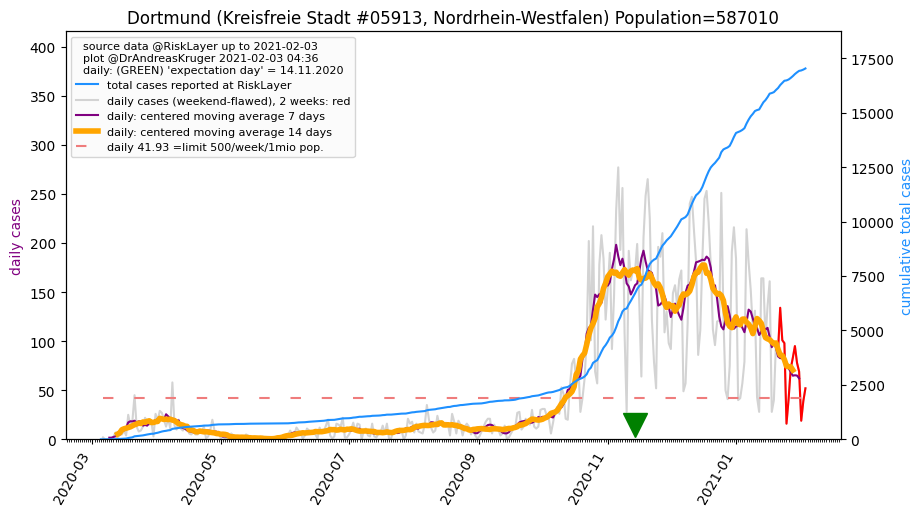 Dortmund (Kreisfreie Stadt #05913, Nordrhein-Westfalen) Population=587010
source data @RiskLayer up to 2021-02-03
plot @DrAndreasKruger 2021-02-03 04:36
daily: (GREEN) 'expectation day' = 14.11.2020
total cases reported at RiskLayer
daily cases (weekend-flawed), 2 weeks: red
daily: centered moving average 7 days
daily: centered moving average 14 days
daily 41.93 =limit 500/week/1mio pop.
daily cases
400
350
300
250
200
150
100
50
0
cumulative total cases
17500
15000
12500
10000
7500
5000
2500
0
2020-03
2020-05
2020-07
2020-09
2020-11
2021-01